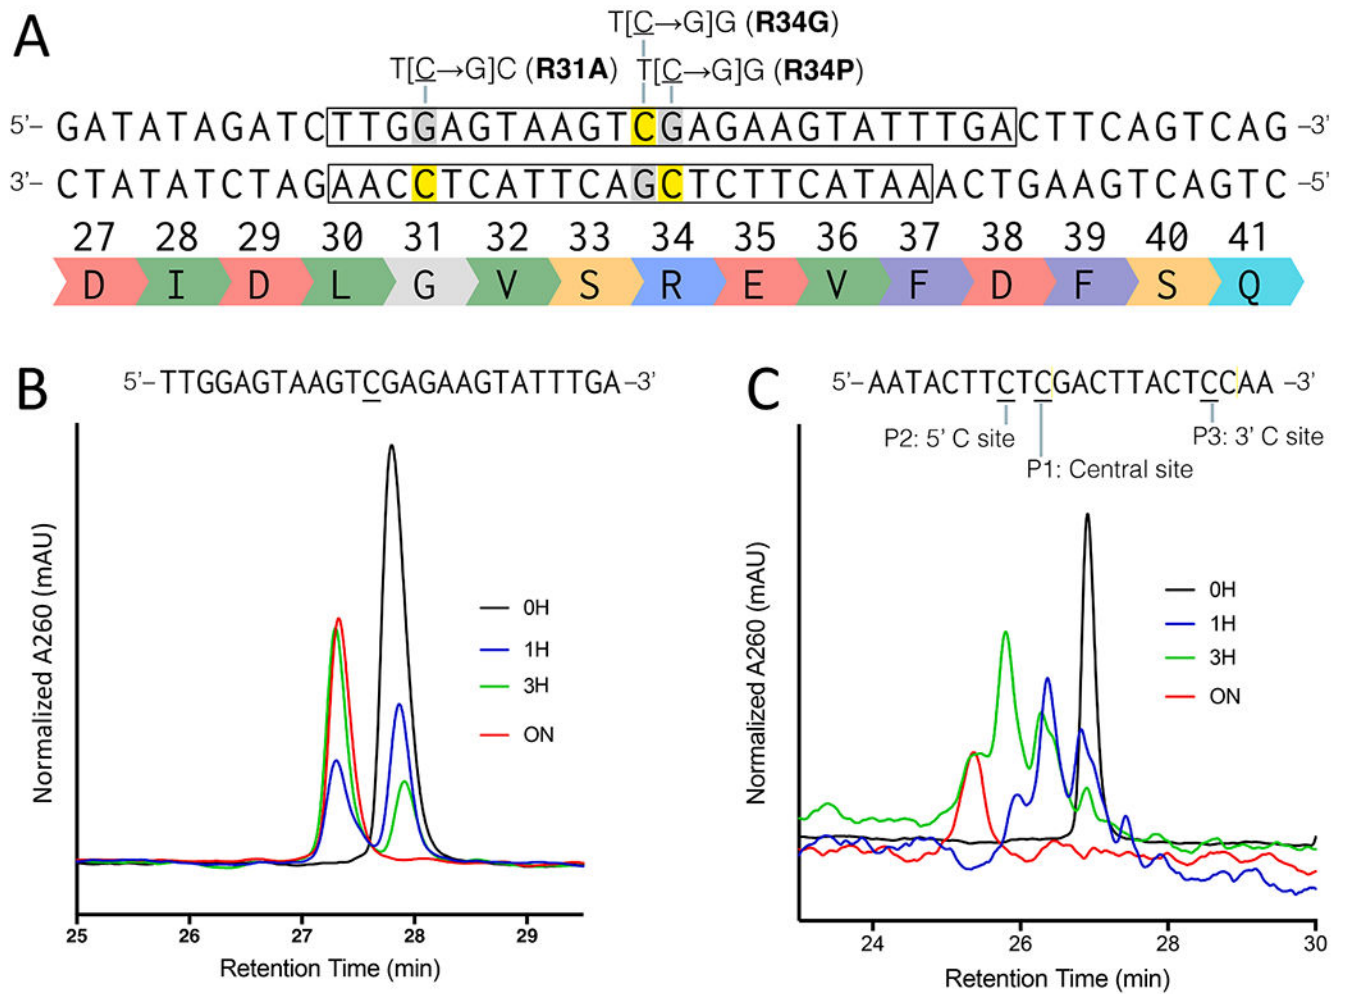 A
T[C→G]G (R34G)
T[C→G]C (R31A) T[C→G]G (R34P)
5'– GATATAGATCTTGGAGTAAGTCGAGAAGTATTTGACTTCAGTCAG –3'
3'– CTATATCTAGAACCTCATTCAGCTCTTCATAAACTGAAGTCAGTC –5'
27 28 29 30 31 32 33 34 35 36 37 38 39 40 41
D I D L G V S R E V F D F S Q
B
5'–TTGGAGTAAGTCGAGAAGTATTTGA–3'
Normalized A260 (mAU)
0H
1H
3H
ON
25 26 27 28 29
Retention Time (min)
C
5'–AATACTTCTCGACTTACTCCAA –3'
P2: 5' C site
P3: 3' C site
P1: Central site
Normalized A260 (mAU)
0H
1H
3H
ON
24 26 28 30
Retention Time (min)